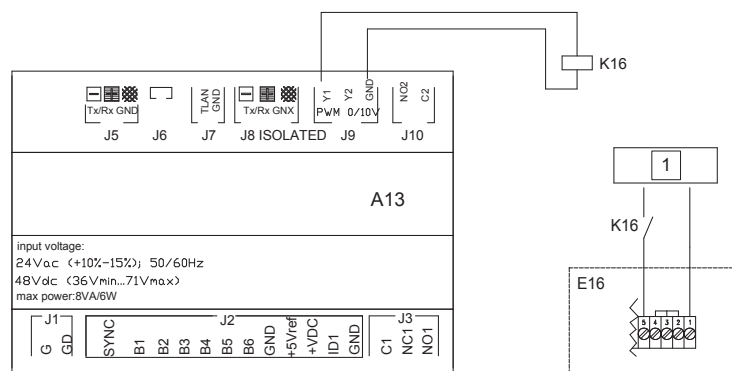 K16
Y1
Y2
GND
NO2
C2
TLAN
GND
Tx/Rx GND
Tx/Rx GNX
PWM 0/10V
J5
J6
J7
J8 ISOLATED
J9
J10
1
A13
K16
input voltage:
24Vac (+10%-15%); 50/60Hz
48Vdc (36Vmin...71Vmax)
max power:8VA/6W
E16
J1
J2
J3
G
GD
SYNC
B1
B2
B3
B4
B5
B6
GND
+5Vref
+VDC
ID1
GND
C1
NC1
NO1
5 4 3 2 1